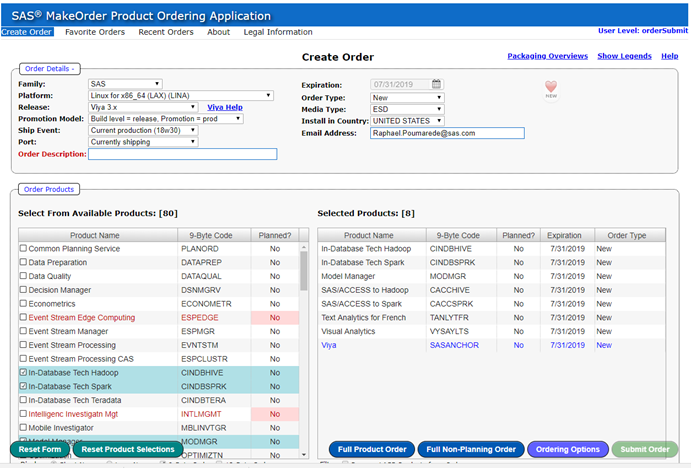 SAS® MakeOrder Product Ordering Application
Create Order Favorite Orders Recent Orders About Legal Information User Level: orderSubmit
Create Order Packaging Overviews Show Legends Help
Order Details -
Family: SAS
Platform: Linux for x86_64 (LAX) (LINA)
Release: Viya 3.x Viya Help
Promotion Model: Build level = release. Promotion = prod
Ship Event: Current production (18w30)
Port: Currently shipping
Order Description:
Expiration: 07/31/2019
Order Type: New
Media Type: ESD
Install in Country: UNITED STATES
Email Address: Raphael.Poumarede@sas.com
NEW
Order Products
Select From Available Products: [80]
Product Name 9-Byte Code Planned?
Common Planning Service PLANORD No
Data Preparation DATAPREP No
Data Quality DATAQUAL No
Decision Manager DSNMGRV No
Econometrics ECONOMETR No
Event Stream Edge Computing ESPEDGE No
Event Stream Manager ESPMGR No
Event Stream Processing EVNTSTM No
Event Stream Processing CAS ESPCLUSTR No
In-Database Tech Hadoop CINDBHIVE No
In-Database Tech Spark CINDBSPRK No
In-Database Tech Teradata CINDBTERA No
Intelligenc Investigatn Mgt INTLMGMT No
Mobile Investigator MBLINVTGR No
Model Manager MODMGR No
OPTIMIZTN No
Selected Products: [8]
Product Name 9-Byte Code Planned? Expiration Order Type
In-Database Tech Hadoop CINDBHIVE No 7/31/2019 New
In-Database Tech Spark CINDBSPRK No 7/31/2019 New
Model Manager MODMGR No 7/31/2019 New
SAS/ACCESS to Hadoop CACCHIVE No 7/31/2019 New
SAS/ACCESS to Spark CACCSPRK No 7/31/2019 New
Text Analytics for French TANLYTFR No 7/31/2019 New
Visual Analytics VYSAYLTS No 7/31/2019 New
Viya SASANCHOR No 7/31/2019 New
Reset Form Reset Product Selections Full Product Order Full Non-Planning Order Ordering Options Submit Order